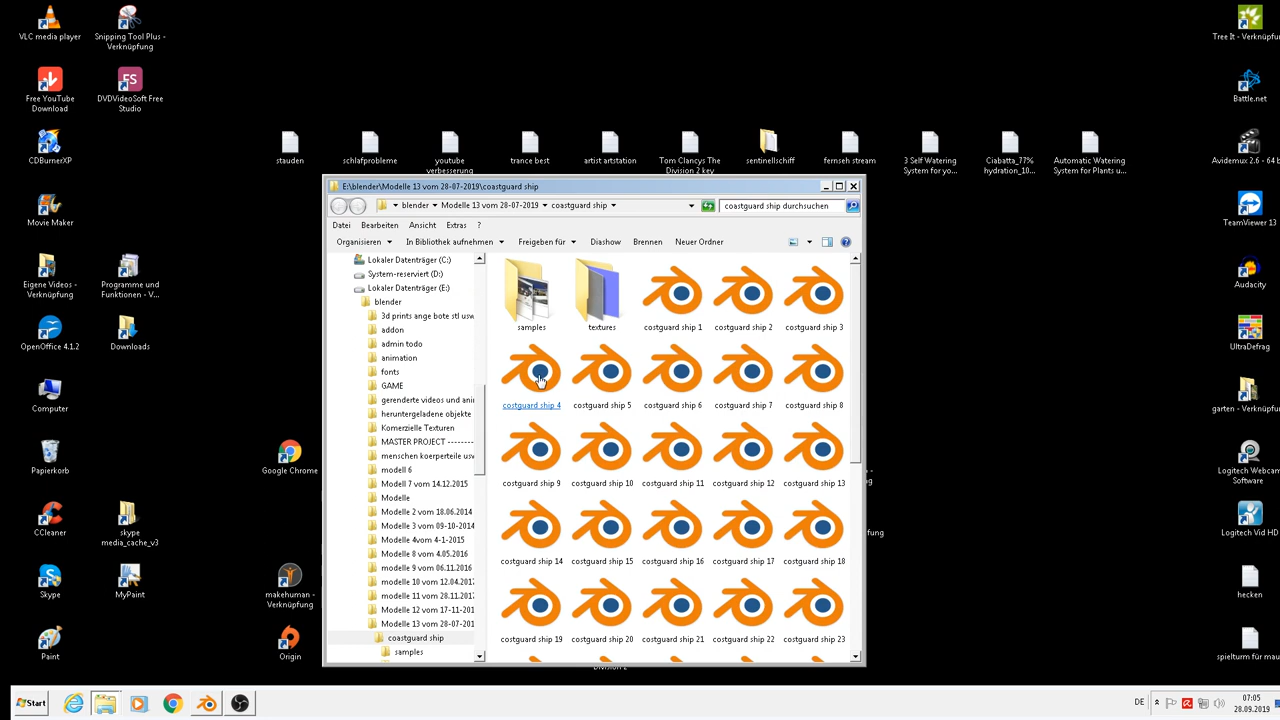 VLC media player
Snipping Tool Plus -
Verknüpfung
Tree It - Verknüpfu
Free YouTube
Download
FS
DVDVideoSoft Free
Studio
Battle.net
CDBurnerXP
stauden
schlafprobleme
youtube
verbesserung
trance best
artist artstation
Tom Clancys The
Division 2 key
sentinellschiff
fernseh stream
3 Self Watering
System for yo...
Ciabatta_77%
hydration_10...
Automatic Watering
System for Plants u...
Avidemux 2.6 - 64 b
E:\blender\Modelle 13 vom 28-07-2019\coastguard ship
blender
Modelle 13 vom 28-07-2019
coastguard ship
coastguard ship durchsuchen
Datei
Bearbeiten
Ansicht
Extras
?
Organisieren
In Bibliothek aufnehmen
Freigeben für
Diashow
Brennen
Neuer Ordner
Movie Maker
TeamViewer 13
Eigene Videos -
Verknüpfung
Programme und
Funktionen - V...
Audacity
OpenOffice 4.1.2
Downloads
UltraDefrag
Computer
garten - Verknüpfu
Papierkorb
Google Chrome
Logitech Webcam
Software
CCleaner
skype
media_cache_v3
Logitech Vid HD
Skype
MyPaint
makehuman -
Verknüpfung
hecken
Paint
Origin
spielturm für mau
Lokaler Datenträger (C:)
System-reserviert (D:)
Lokaler Datenträger (E:)
blender
3d prints ange bote stl usw
addon
admin todo
animation
fonts
GAME
gerenderte videos und ani
heruntergeladene objekte
Komerzielle Texturen
MASTER PROJECT --------
menschen koerperteile usw
modell 6
Modell 7 vom 14.12.2015
Modelle
Modelle 2 vom 18.06.2014
Modelle 3 vom 09-10-2014
Modelle 4vom 4-1-2015
Modelle 8 vom 4.05.2016
modelle 9 vom 06.11.2016
modelle 10 vom 12.04.2017
modelle 11 vom 28.11.2017
Modelle 12 vom 17-11-201
Modelle 13 vom 28-07-201
coastguard ship
samples
samples
textures
costguard ship 1
costguard ship 2
costguard ship 3
costguard ship 4
costguard ship 5
costguard ship 6
costguard ship 7
costguard ship 8
costguard ship 9
costguard ship 10
costguard ship 11
costguard ship 12
costguard ship 13
costguard ship 14
costguard ship 15
costguard ship 16
costguard ship 17
costguard ship 18
costguard ship 19
costguard ship 20
costguard ship 21
costguard ship 22
costguard ship 23
fung
Division 2
Start
DE
07:05
28.09.2019